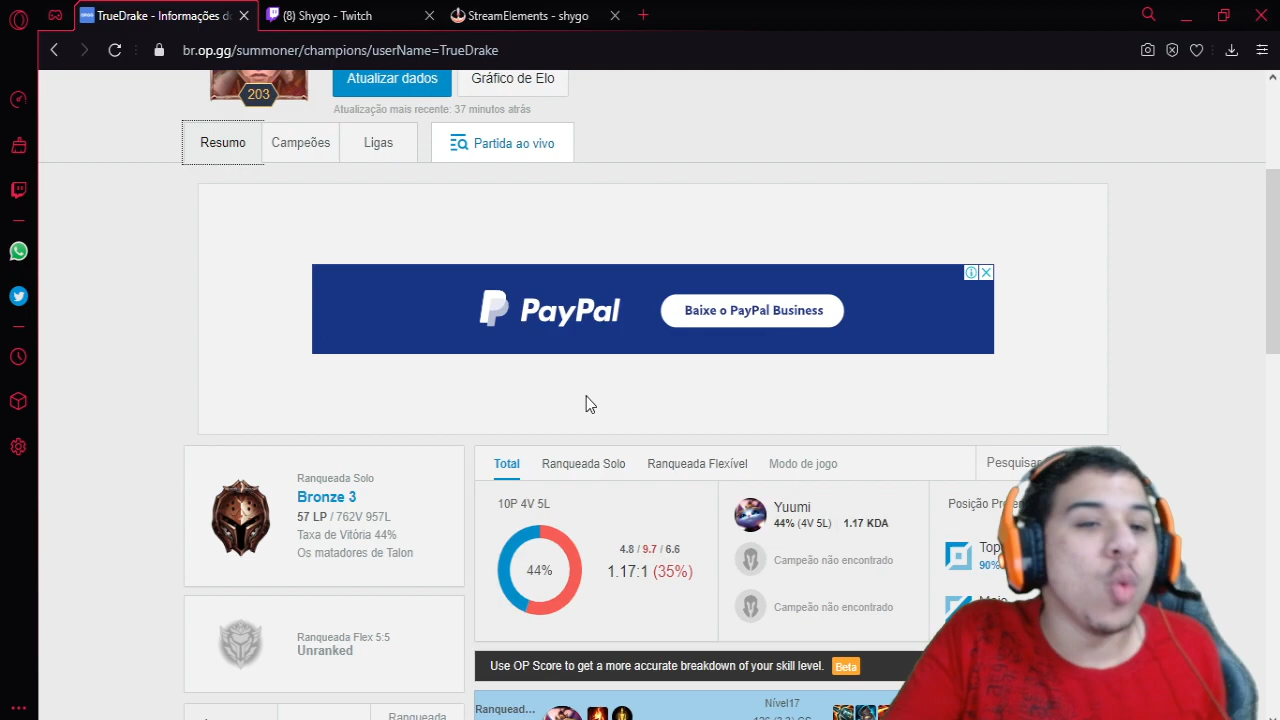 TrueDrake - Informações d
(8) Shygo - Twitch
StreamElements - shygo
br.op.gg/summoner/champions/userName=TrueDrake
203
Atualizar dados
Gráfico de Elo
Atualização mais recente: 37 minutos atrás
Resumo
Campeões
Ligas
Partida ao vivo
PayPal
Baixe o PayPal Business
Ranqueada Solo
Bronze 3
57 LP / 762V 957L
Taxa de Vitória 44%
Os matadores de Talon
Ranqueada Flex 5:5
Unranked
Ranqueada
Total
Ranqueada Solo
Ranqueada Flexível
Modo de jogo
Pesquisar
10P 4V 5L
44%
4.8 / 9.7 / 6.6
1.17:1 (35%)
Yuumi
44% (4V 5L) 1.17 KDA
Campeão não encontrado
Campeão não encontrado
Posição Pre
Top
90%
Meio
Use OP Score to get a more accurate breakdown of your skill level. Beta
Ranquead...
Nível17